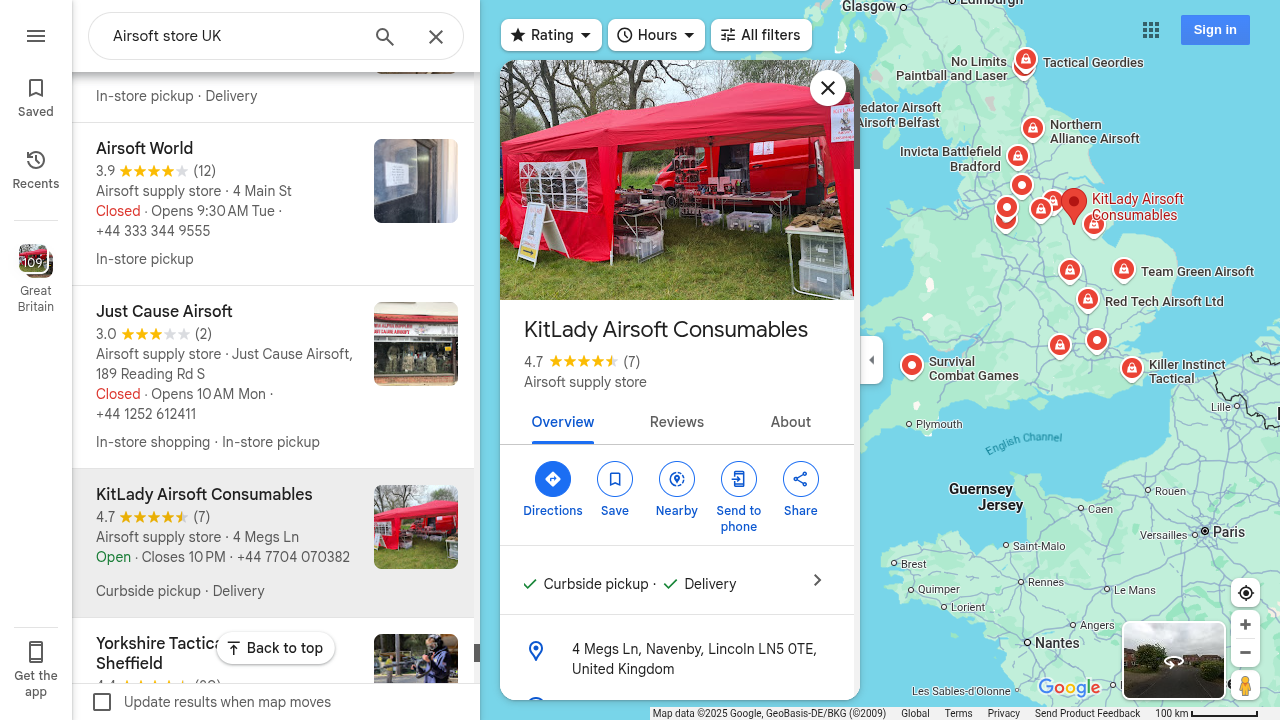 Airsoft store UK
Saved
Recents
109
Great
Britain
Get the
app
In-store pickup · Delivery
Airsoft World
3.9 (12)
Airsoft supply store · 4 Main St
Closed · Opens 9:30 AM Tue ·
+44 333 344 9555
In-store pickup
Just Cause Airsoft
3.0 (2)
Airsoft supply store · Just Cause Airsoft,
189 Reading Rd S
Closed · Opens 10 AM Mon ·
+44 1252 612411
In-store shopping · In-store pickup
KitLady Airsoft Consumables
4.7 (7)
Airsoft supply store · 4 Megs Ln
Open · Closes 10 PM · +44 7704 070382
Curbside pickup · Delivery
Yorkshire Tactical
Sheffield
Back to top
Update results when map moves
Rating
Hours
All filters
Sign in
KitLady Airsoft Consumables
4.7 (7)
Airsoft supply store
Overview
Reviews
About
Directions
Save
Nearby
Send to
phone
Share
Curbside pickup · Delivery
4 Megs Ln, Navenby, Lincoln LN5 0TE,
United Kingdom
Glasgow
Edinburgh
No Limits
Paintball and Laser
Tactical Geordies
redator Airsoft
Airsoft Belfast
Northern
Alliance Airsoft
Invicta Battlefield
Bradford
KitLady Airsoft
Consumables
Team Green Airsoft
Red Tech Airsoft Ltd
Survival
Combat Games
Killer Instinct
Tactical
Lille
Plymouth
English Channel
Guernsey
Jersey
Rouen
Caen
Paris
Versailles
Saint-Malo
Brest
Rennes
Quimper
Le Mans
Lorient
Angers
Nantes
Les Sables-d'Olonne
Google
Map data ©2025 Google, GeoBasis-DE/BKG (©2009)
Global
Terms
Privacy
Send Product Feedback
100 km